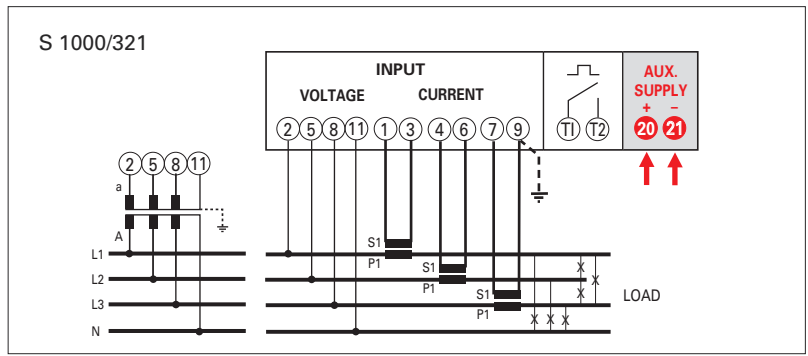 S 1000/321
INPUT
VOLTAGE CURRENT
AUX.
SUPPLY
+ −
2 5 8 11 1 3 4 6 7 9 T1 T2 20 21
2 5 8 11
a
A
L1
L2
L3
N
S1
P1
S1
P1
S1
P1
LOAD
X
X
X
X X X